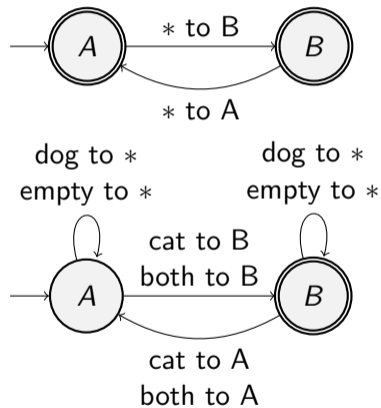 * to B
A
B
* to A
dog to *
empty to *
dog to *
empty to *
cat to B
both to B
A
B
cat to A
both to A